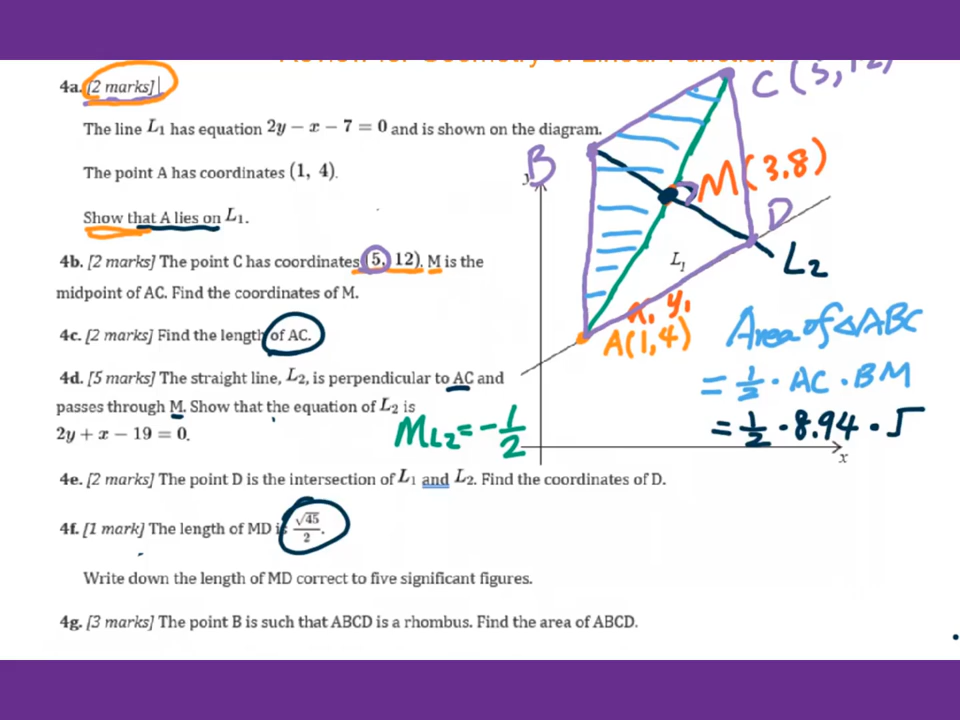 Review for Geometry of Linear Function
4a. [2 marks]
The line L₁ has equation 2y − x − 7 = 0 and is shown on the diagram.
The point A has coordinates (1, 4).
Show that A lies on L₁.
4b. [2 marks] The point C has coordinates (5, 12). M is the
midpoint of AC. Find the coordinates of M.
4c. [2 marks] Find the length of AC.
4d. [5 marks] The straight line, L₂, is perpendicular to AC and
passes through M. Show that the equation of L₂ is
2y + x − 19 = 0.
4e. [2 marks] The point D is the intersection of L₁ and L₂. Find the coordinates of D.
4f. [1 mark] The length of MD is √45/2.
Write down the length of MD correct to five significant figures.
4g. [3 marks] The point B is such that ABCD is a rhombus. Find the area of ABCD.
C (5, 12)
B
M(3.8)
y
D
L₁
L2
x, y,
A(1,4)
Area of △ABC
= 1/2 · AC · BM
= 1/2 · 8.94 · 5
ML2 = -1/2
x